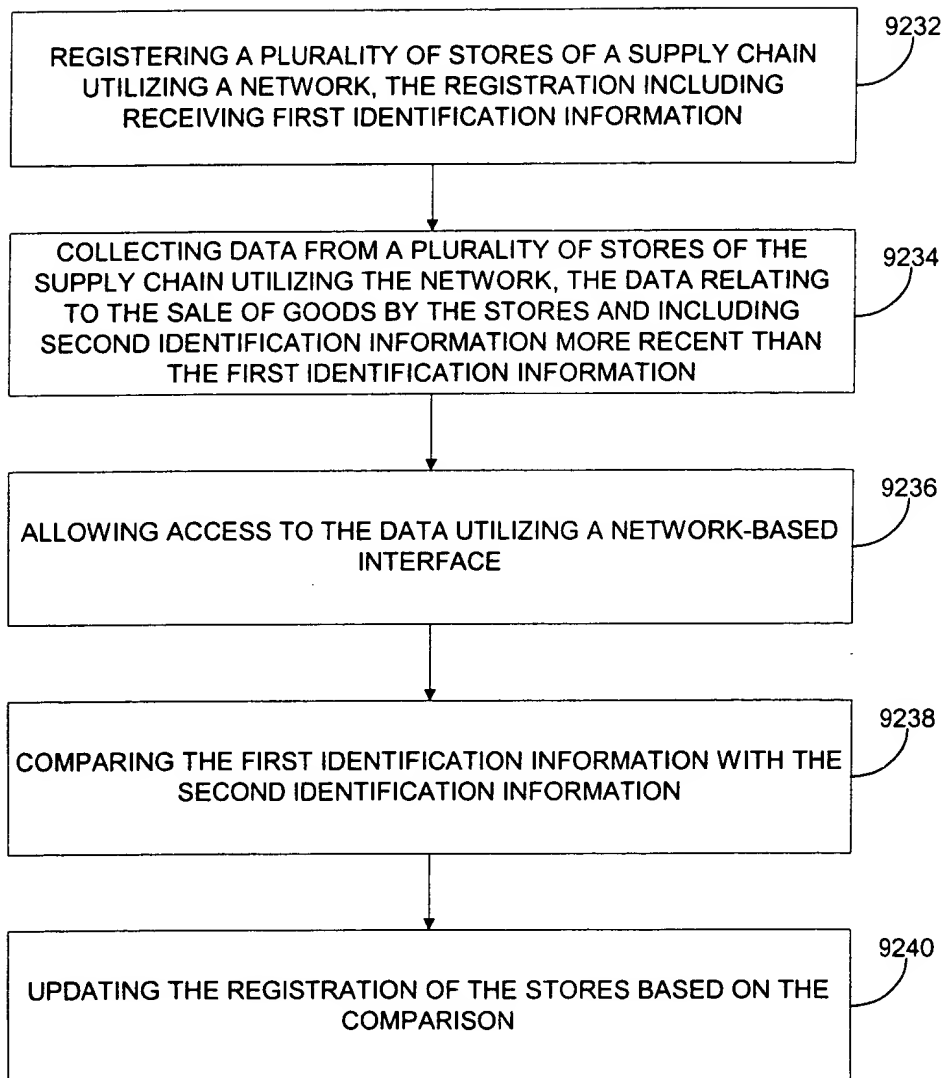 9232
REGISTERING A PLURALITY OF STORES OF A SUPPLY CHAIN
UTILIZING A NETWORK, THE REGISTRATION INCLUDING
RECEIVING FIRST IDENTIFICATION INFORMATION
9234
COLLECTING DATA FROM A PLURALITY OF STORES OF THE
SUPPLY CHAIN UTILIZING THE NETWORK, THE DATA RELATING
TO THE SALE OF GOODS BY THE STORES AND INCLUDING
SECOND IDENTIFICATION INFORMATION MORE RECENT THAN
THE FIRST IDENTIFICATION INFORMATION
9236
ALLOWING ACCESS TO THE DATA UTILIZING A NETWORK-BASED
INTERFACE
9238
COMPARING THE FIRST IDENTIFICATION INFORMATION WITH THE
SECOND IDENTIFICATION INFORMATION
9240
UPDATING THE REGISTRATION OF THE STORES BASED ON THE
COMPARISON